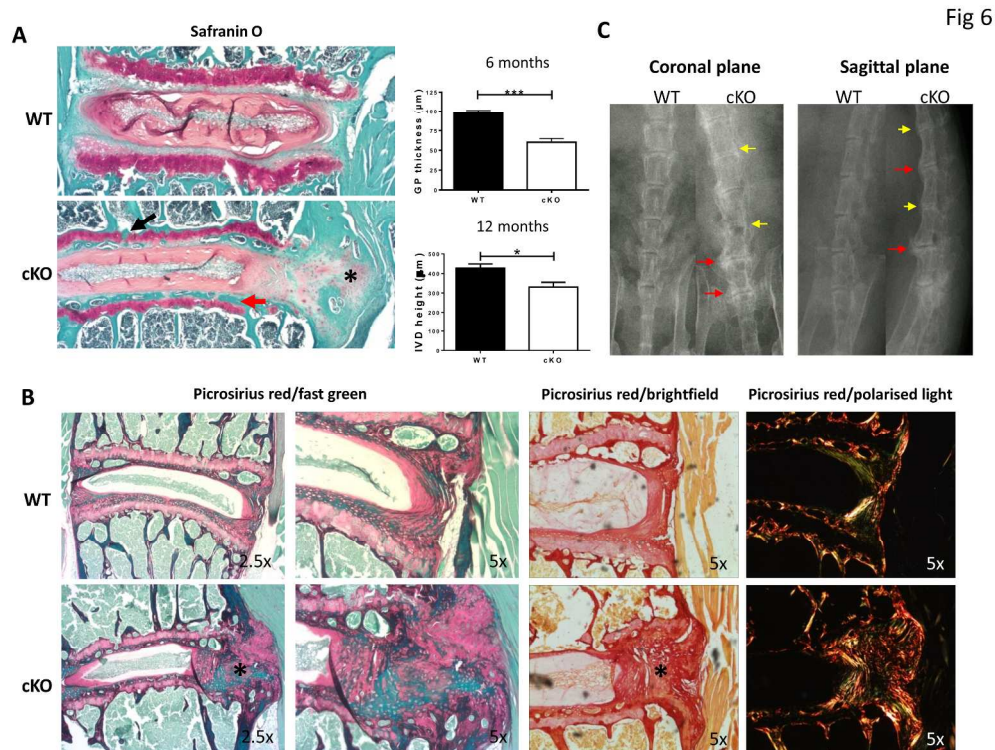 Fig 6
A
Safranin O
WT
cKO
*
6 months
GP thickness (µm)
125
100
75
50
25
0
***
WT
cKO
12 months
IVD height (µm)
500
400
300
200
100
0
*
WT
cKO
C
Coronal plane
Sagittal plane
WT
cKO
WT
cKO
B
Picrosirius red/fast green
Picrosirius red/brightfield
Picrosirius red/polarised light
WT
2.5x
5x
5x
5x
cKO
*
*
2.5x
5x
5x
5x